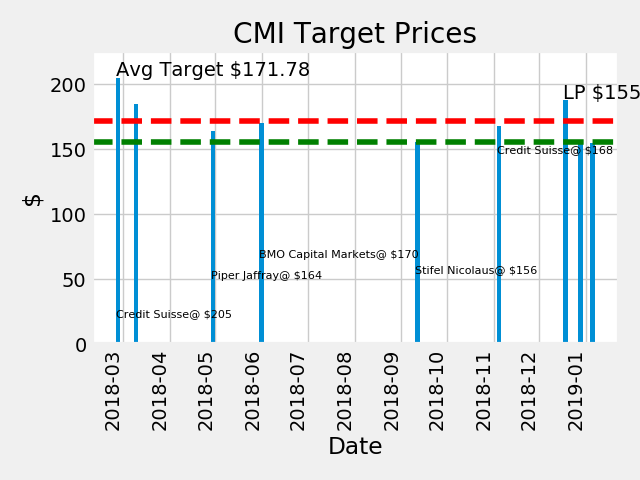 CMI Target Prices
Avg Target $171.78
LP $155
200
150
100
50
0
$
Credit Suisse@ $168
BMO Capital Markets@ $170
Stifel Nicolaus@ $156
Piper Jaffray@ $164
Credit Suisse@ $205
2018-03
2018-04
2018-05
2018-06
2018-07
2018-08
2018-09
2018-10
2018-11
2018-12
2019-01
Date